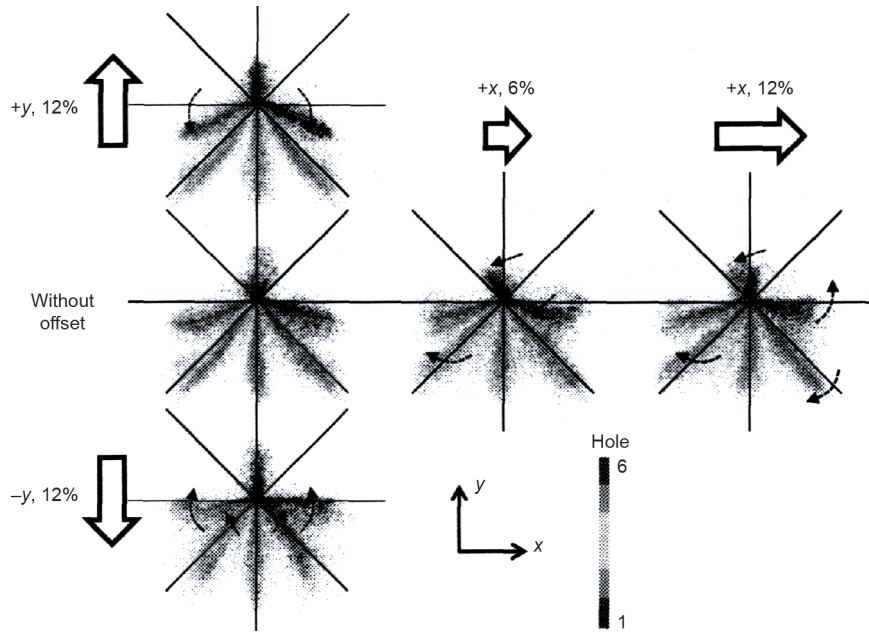 +y, 12%
+x, 6%
+x, 12%
Without
offset
–y, 12%
Hole
6
y
x
1